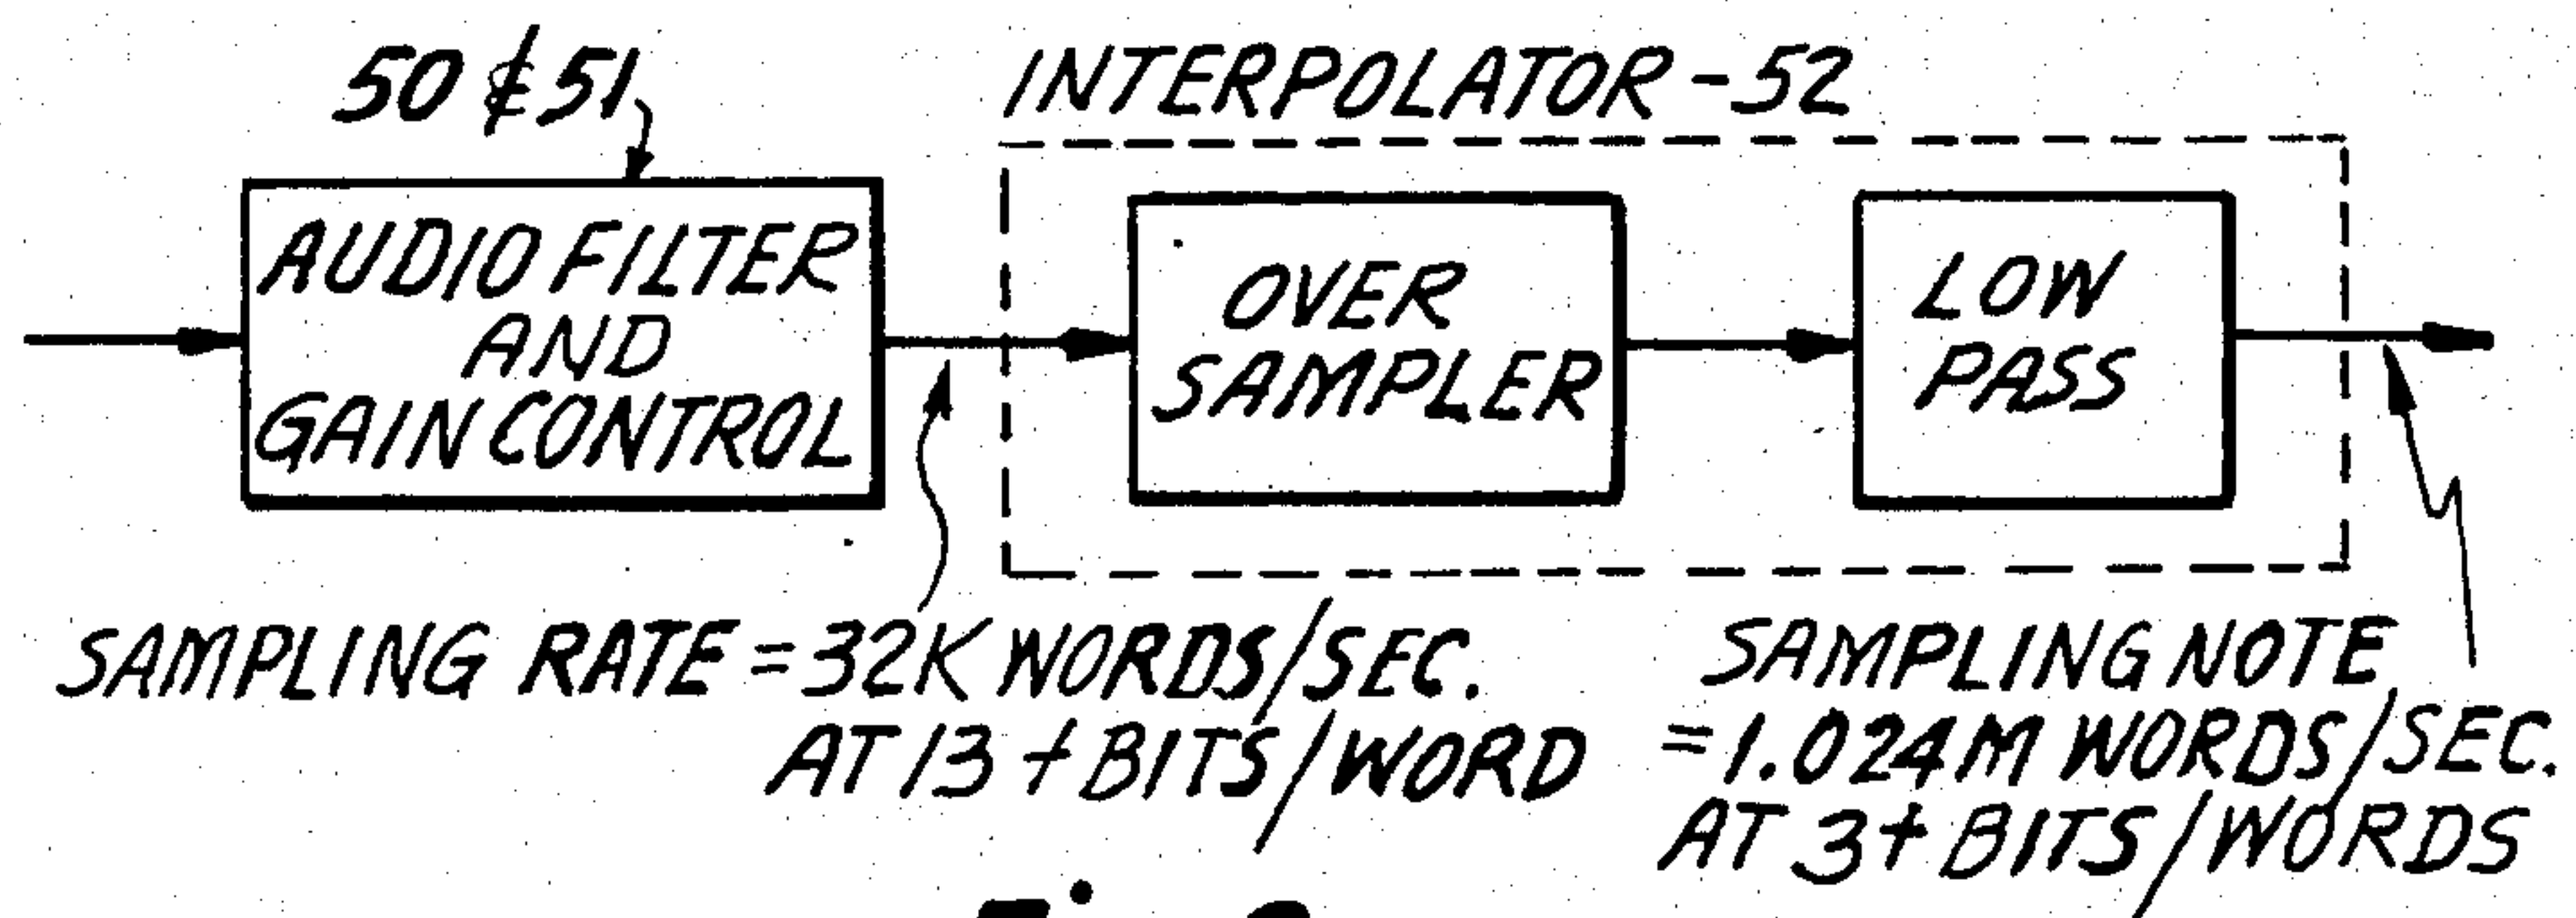 50 & 51
INTERPOLATOR - 52
AUDIO FILTER
AND
GAIN CONTROL
OVER
SAMPLER
LOW
PASS
SAMPLING RATE = 32K WORDS/SEC.
AT 13 + BITS/WORD
SAMPLING NOTE
= 1.024M WORDS/SEC.
AT 3+ BITS/WORDS